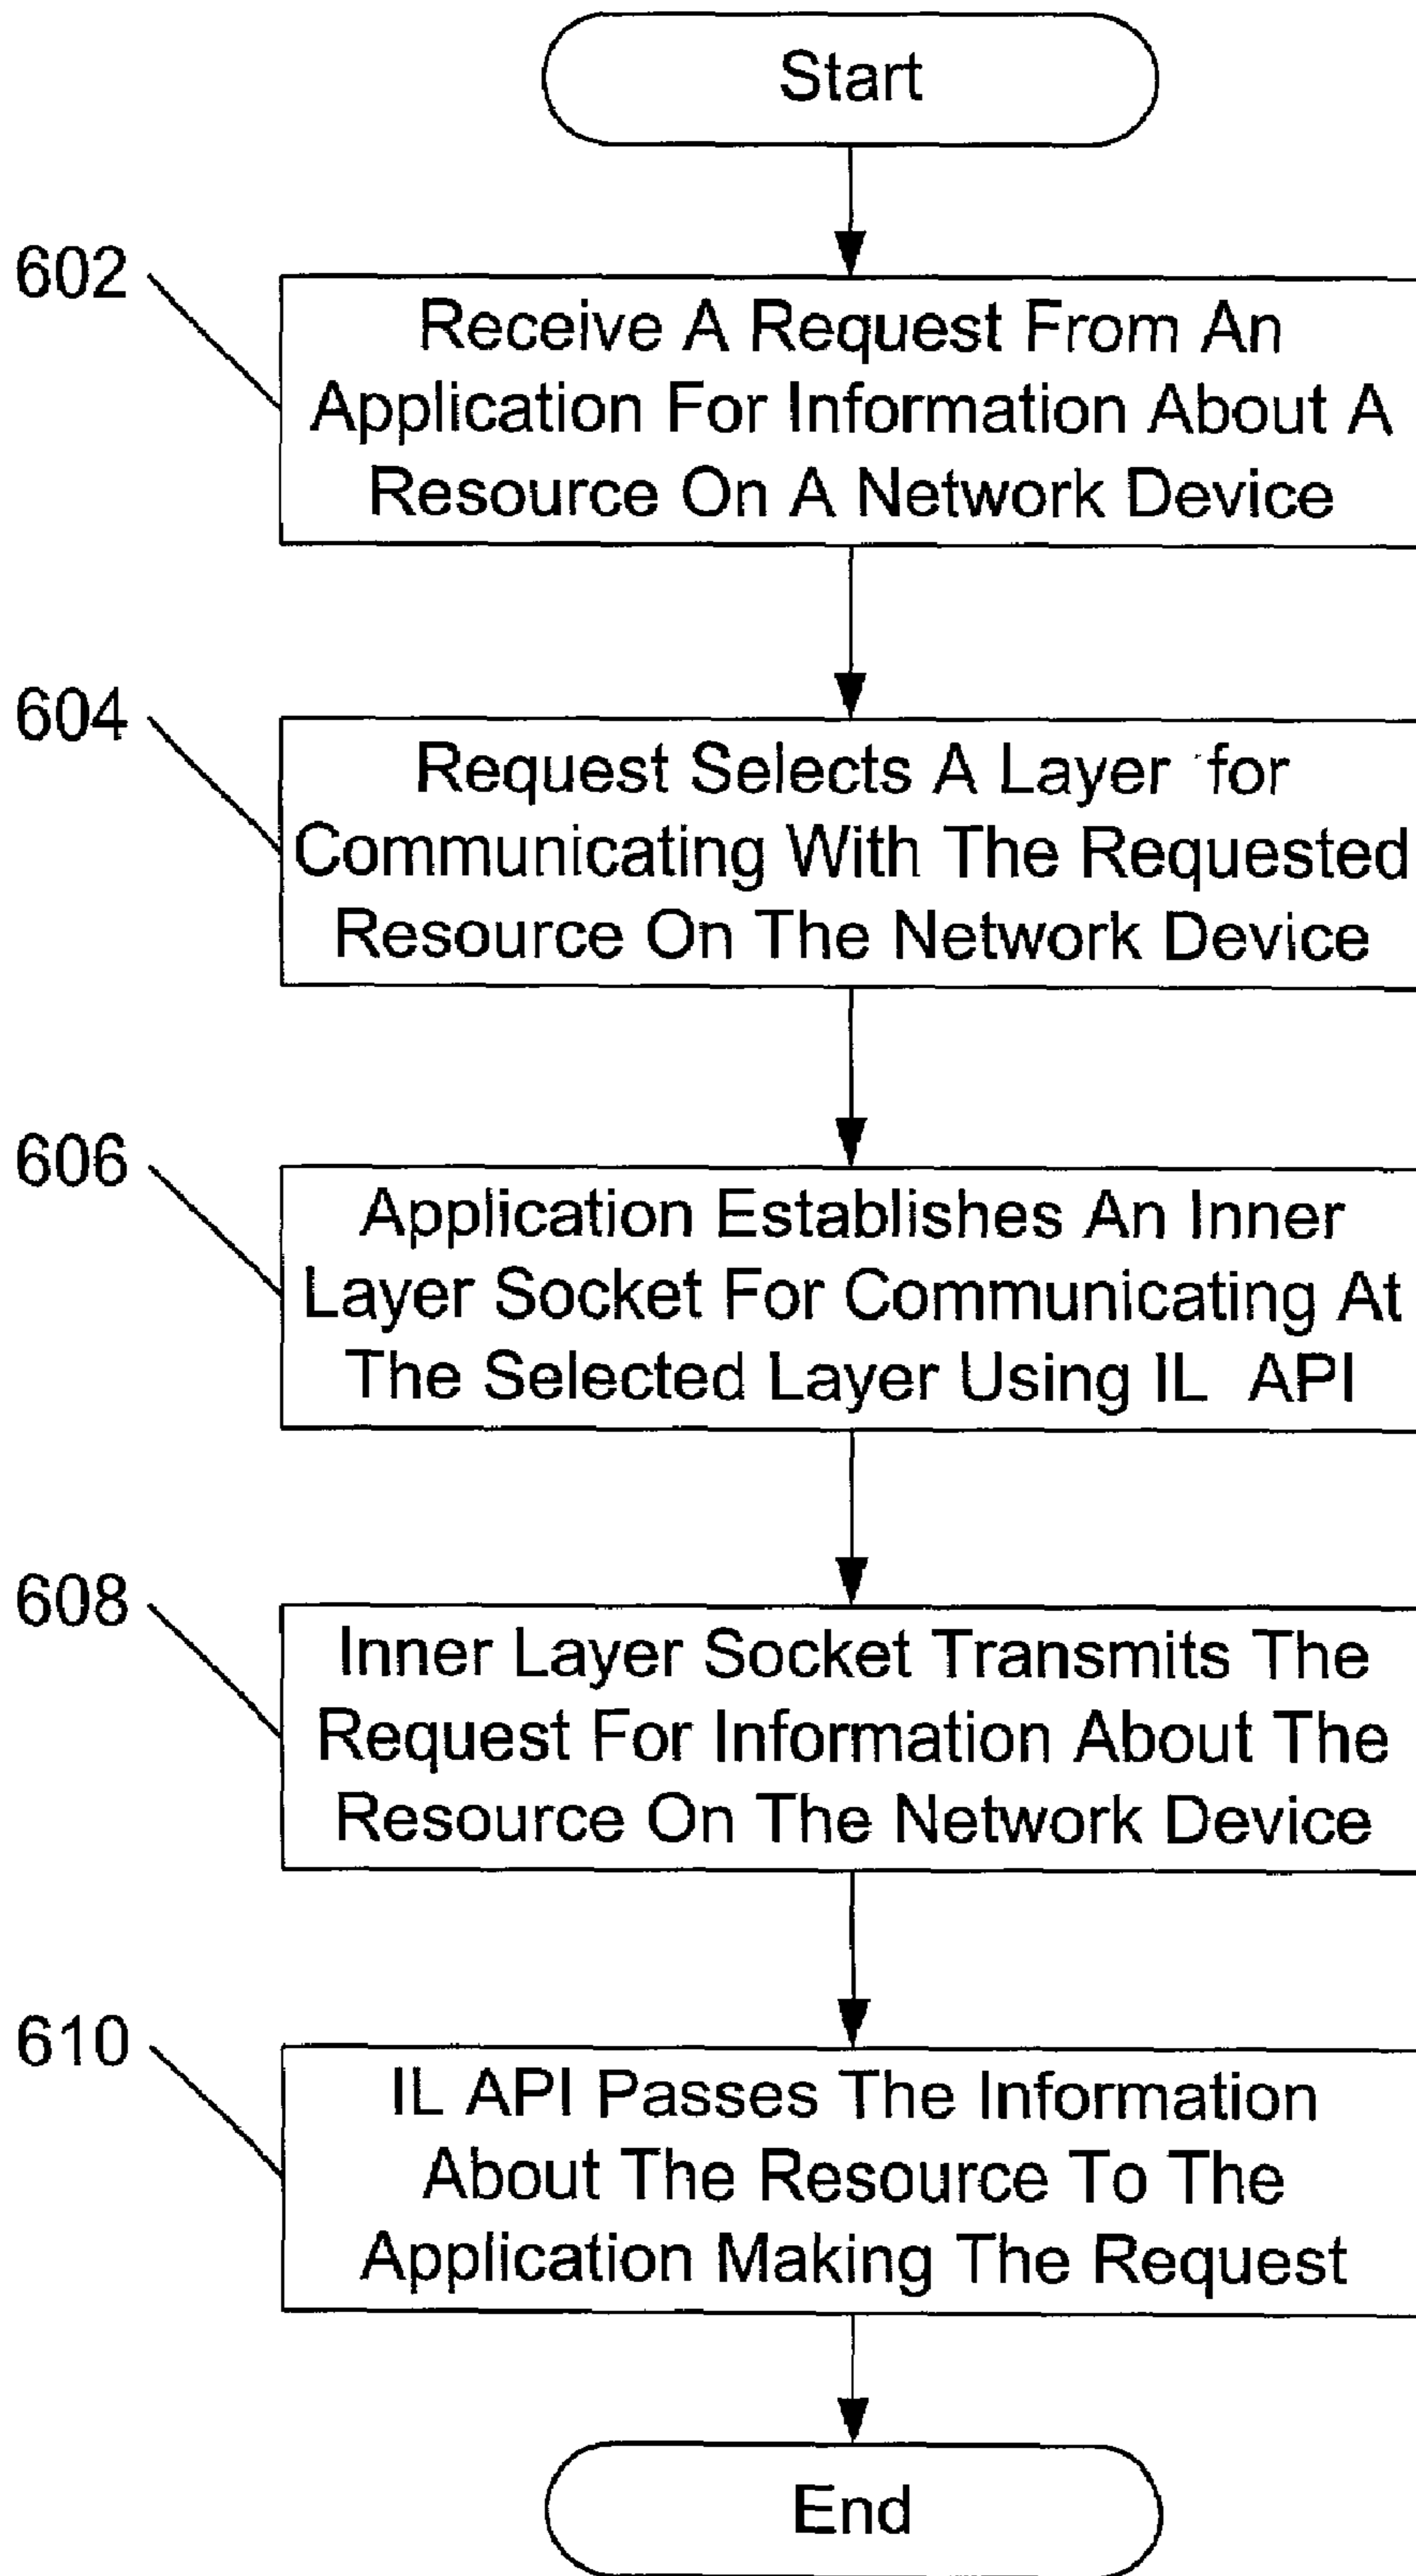 Start
602
Receive A Request From An
Application For Information About A
Resource On A Network Device
604
Request Selects A Layer for
Communicating With The Requested
Resource On The Network Device
606
Application Establishes An Inner
Layer Socket For Communicating At
The Selected Layer Using IL API
608
Inner Layer Socket Transmits The
Request For Information About The
Resource On The Network Device
610
IL API Passes The Information
About The Resource To The
Application Making The Request
End